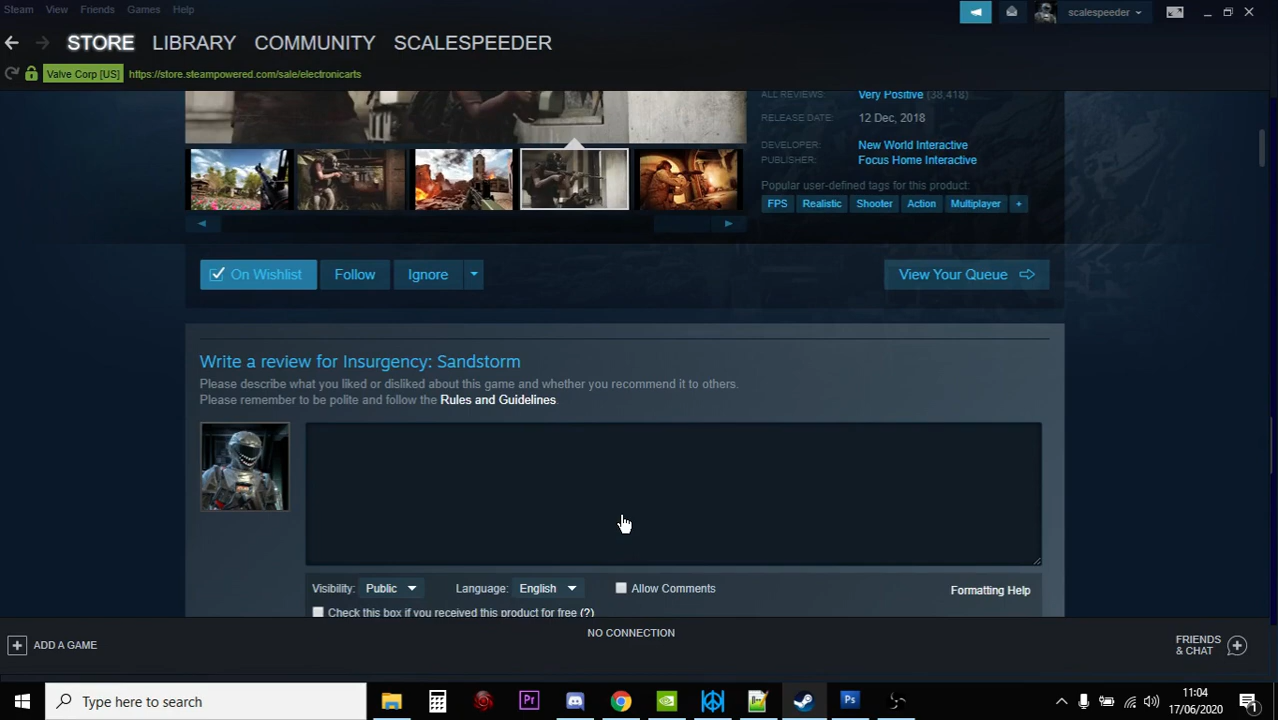 Steam View Friends Games Help
scalespeeder
STORE LIBRARY COMMUNITY SCALESPEEDER
Valve Corp [US] https://store.steampowered.com/sale/electronicarts
ALL REVIEWS: Very Positive (38,418)
RELEASE DATE: 12 Dec, 2018
DEVELOPER: New World Interactive
PUBLISHER: Focus Home Interactive
Popular user-defined tags for this product:
FPS Realistic Shooter Action Multiplayer +
On Wishlist Follow Ignore View Your Queue
Write a review for Insurgency: Sandstorm
Please describe what you liked or disliked about this game and whether you recommend it to others.
Please remember to be polite and follow the Rules and Guidelines.
Visibility: Public Language: English Allow Comments Formatting Help
Check this box if you received this product for free (?)
NO CONNECTION
+ ADD A GAME
FRIENDS
& CHAT
Type here to search
Pr
Ps
11:04
17/06/2020
1